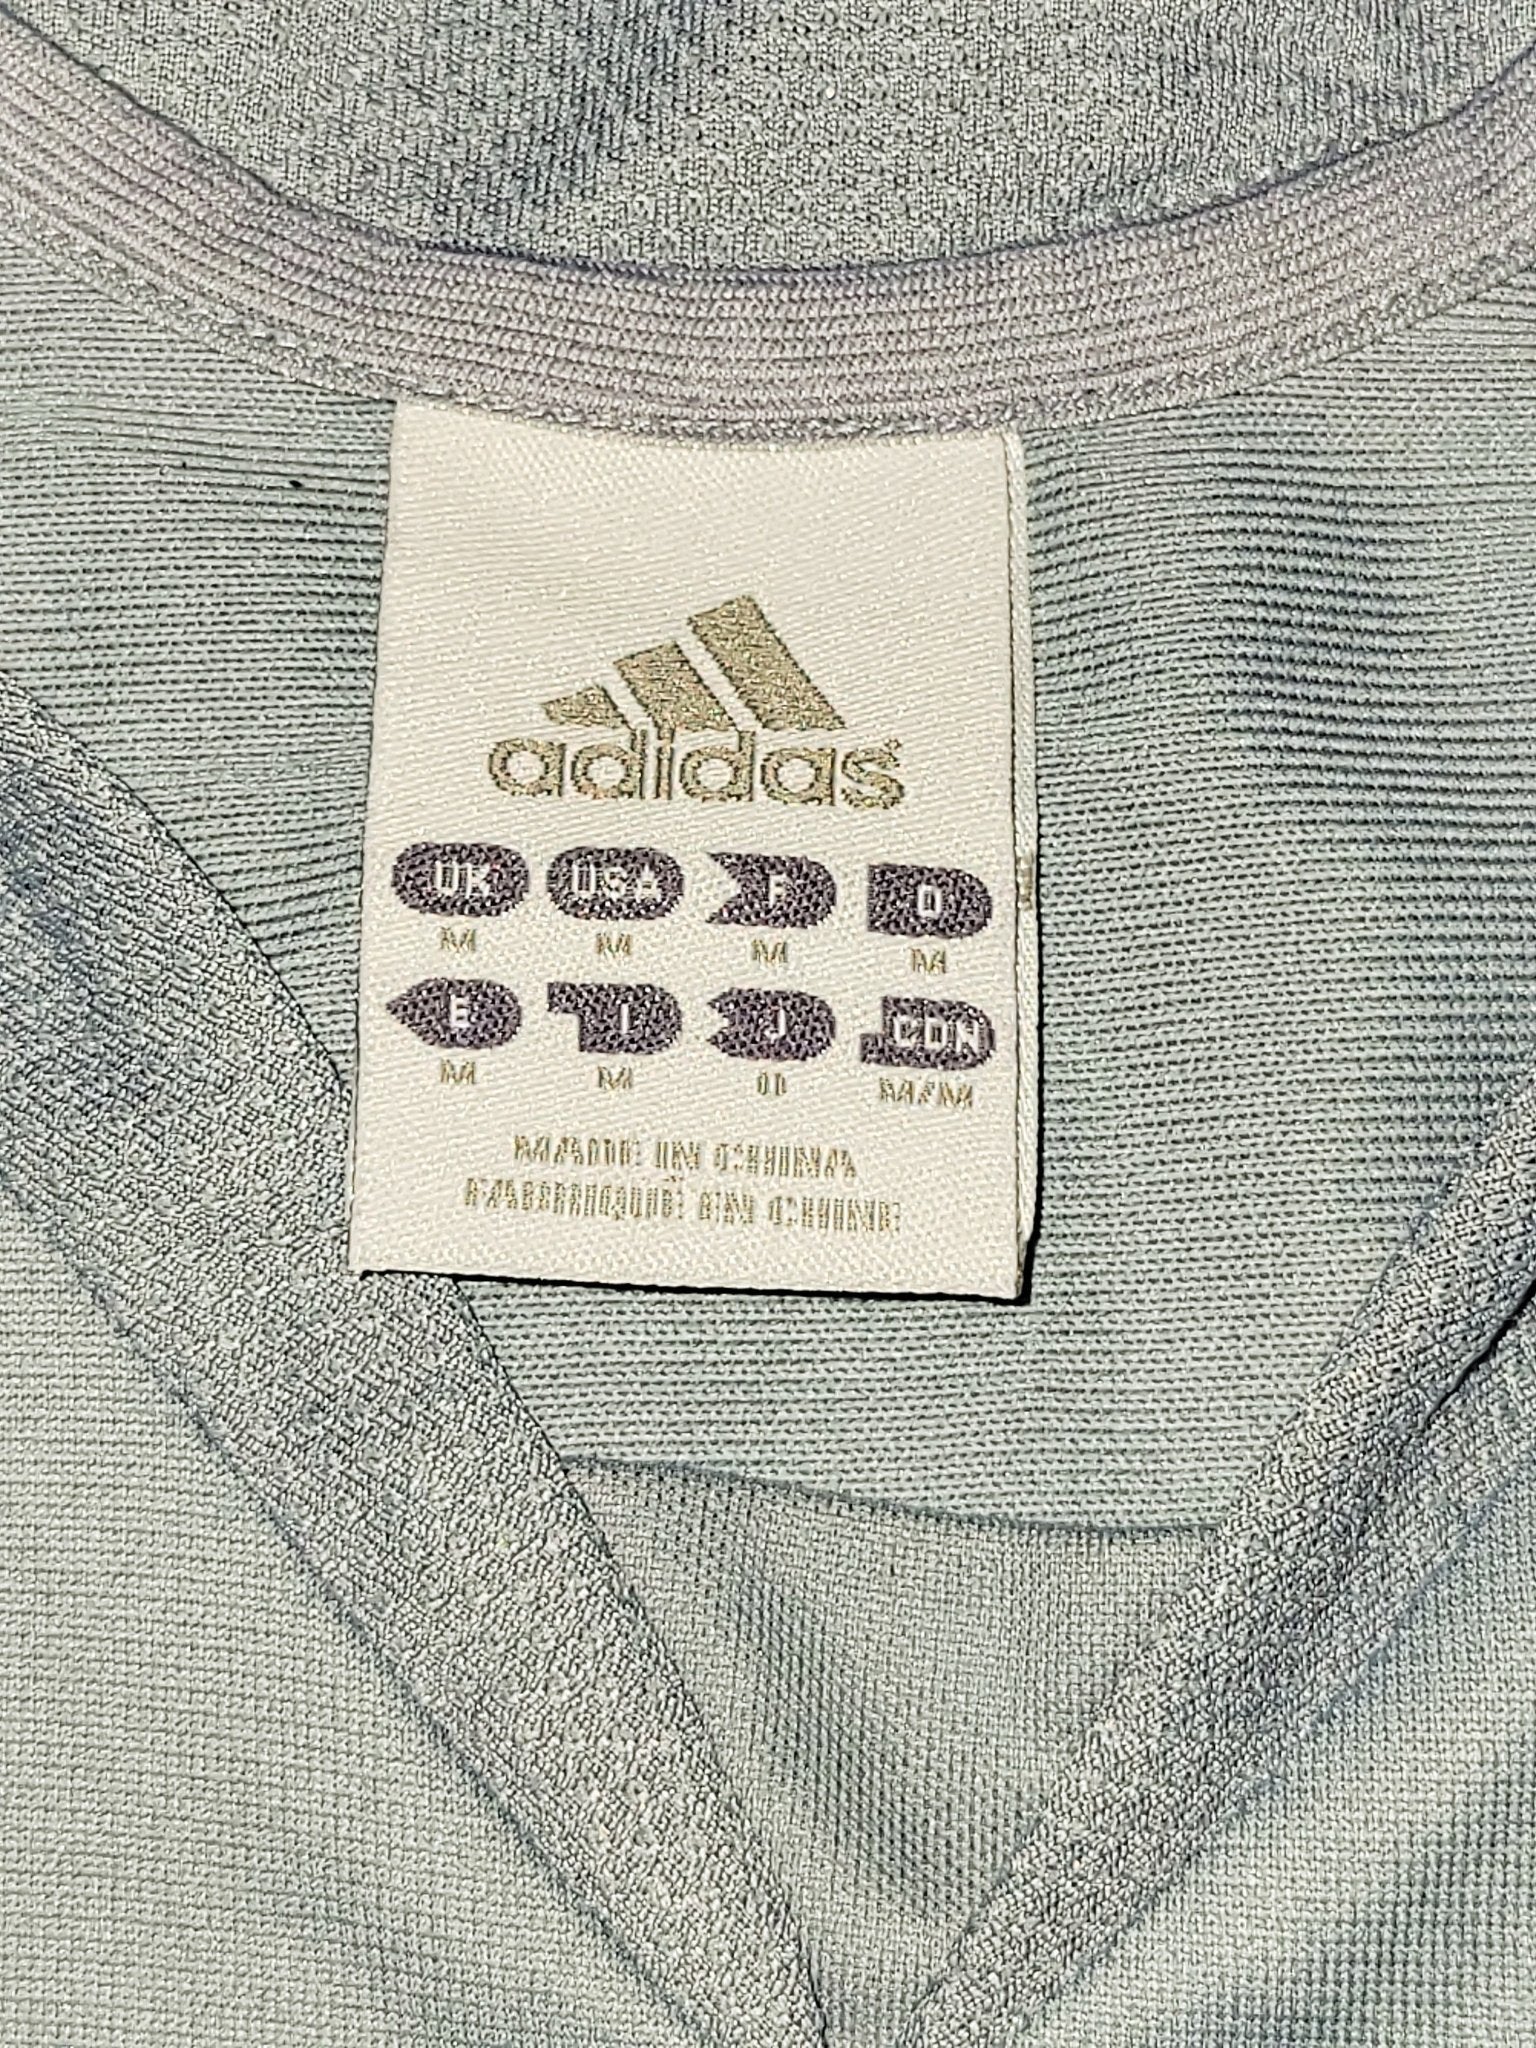 adidas®
UK USA F D
M M M M
E I J CDN
M M O M/M
MADE IN CHINA
FABRIQUÉ EN CHINE